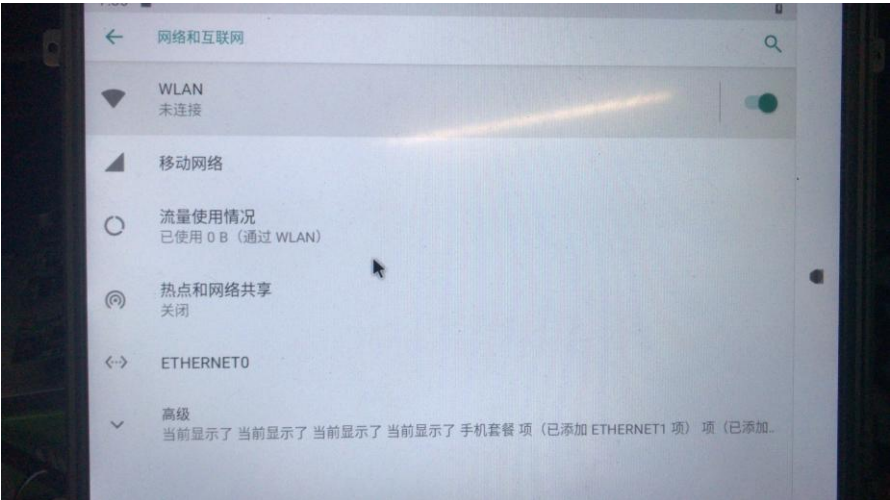 网络和互联网
WLAN
未连接
移动网络
流量使用情况
已使用 0 B（通过 WLAN）
热点和网络共享
关闭
ETHERNET0
高级
当前显示了 当前显示了 当前显示了 当前显示了 手机套餐 项（已添加 ETHERNET1 项） 项（已添加...